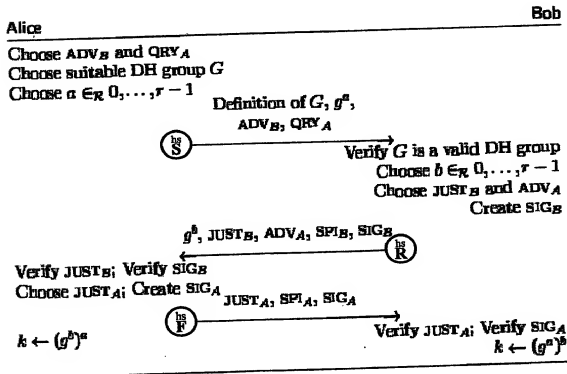 Alice
Bob
Choose ADV_B and QRY_A
Choose suitable DH group G
Choose a ∈_R 0,...,r − 1
Definition of G, g^a,
ADV_B, QRY_A
hs
S
Verify G is a valid DH group
Choose b ∈_R 0,...,r − 1
Choose JUST_B and ADV_A
Create SIG_B
g^b, JUST_B, ADV_A, SPI_B, SIG_B
hs
R
Verify JUST_B; Verify SIG_B
Choose JUST_A; Create SIG_A
JUST_A, SPI_A, SIG_A
hs
F
Verify JUST_A; Verify SIG_A
k ← (g^b)^a
k ← (g^a)^b